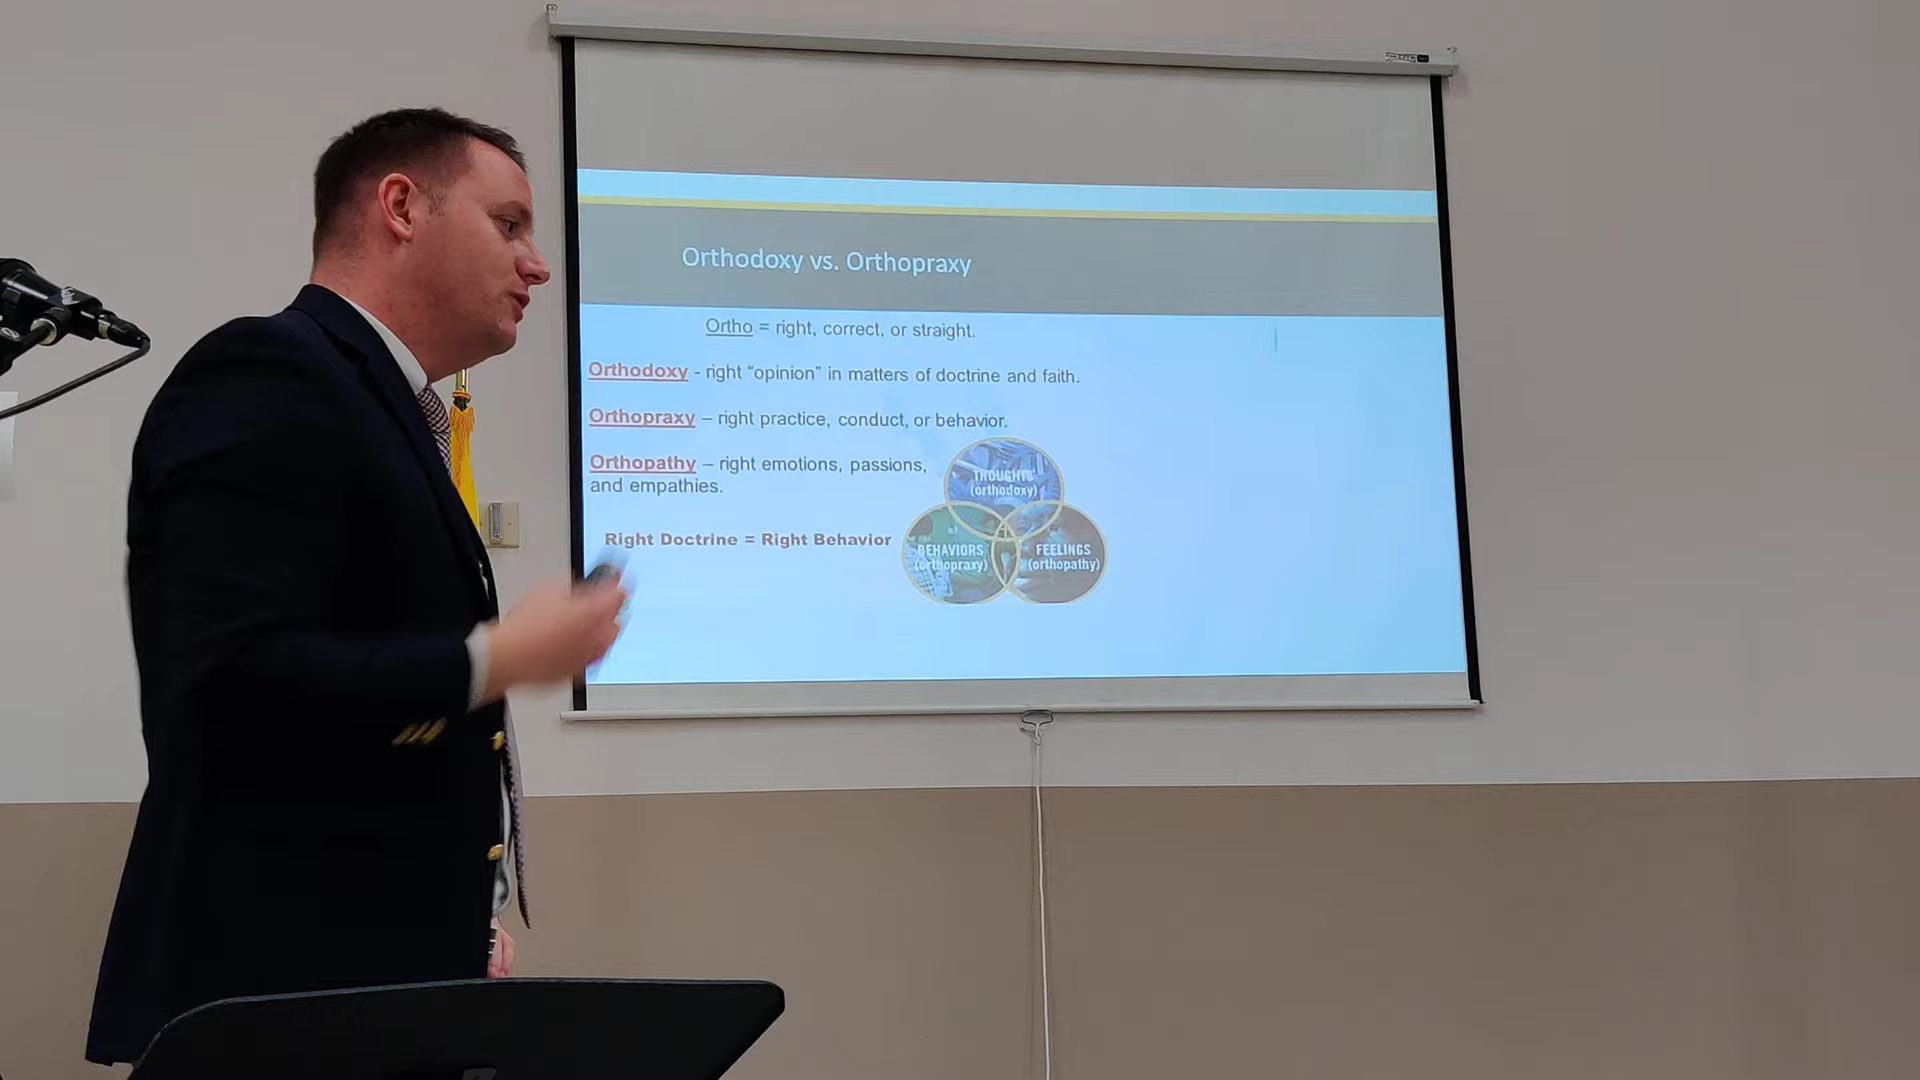 Orthodoxy vs. Orthopraxy
Ortho = right, correct, or straight.
Orthodoxy - right “opinion” in matters of doctrine and faith.
Orthopraxy – right practice, conduct, or behavior.
Orthopathy – right emotions, passions,
and empathies.
Right Doctrine = Right Behavior
THOUGHTS
(orthodoxy)
BEHAVIORS
(orthopraxy)
FEELINGS
(orthopathy)